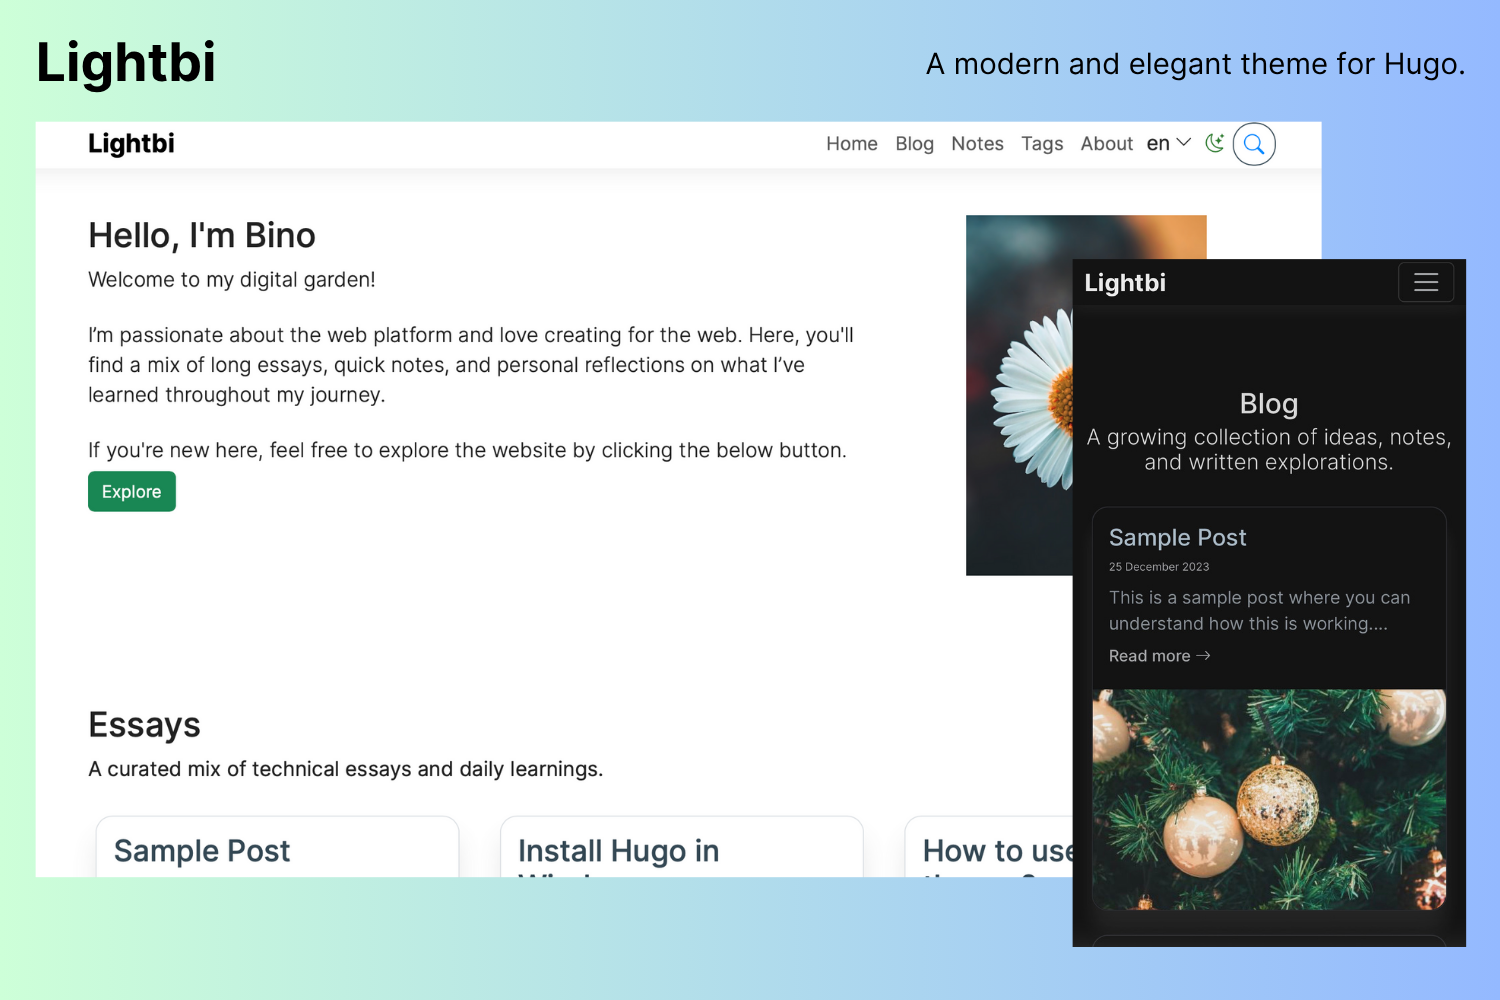 Lightbi
A modern and elegant theme for Hugo.
Lightbi
Home Blog Notes Tags About en
Hello, I'm Bino
Welcome to my digital garden!
I’m passionate about the web platform and love creating for the web. Here, you'll
find a mix of long essays, quick notes, and personal reflections on what I’ve
learned throughout my journey.
If you're new here, feel free to explore the website by clicking the below button.
Explore
Essays
A curated mix of technical essays and daily learnings.
Sample Post
Install Hugo in
How to use
Lightbi
Blog
A growing collection of ideas, notes,
and written explorations.
Sample Post
25 December 2023
This is a sample post where you can
understand how this is working....
Read more →